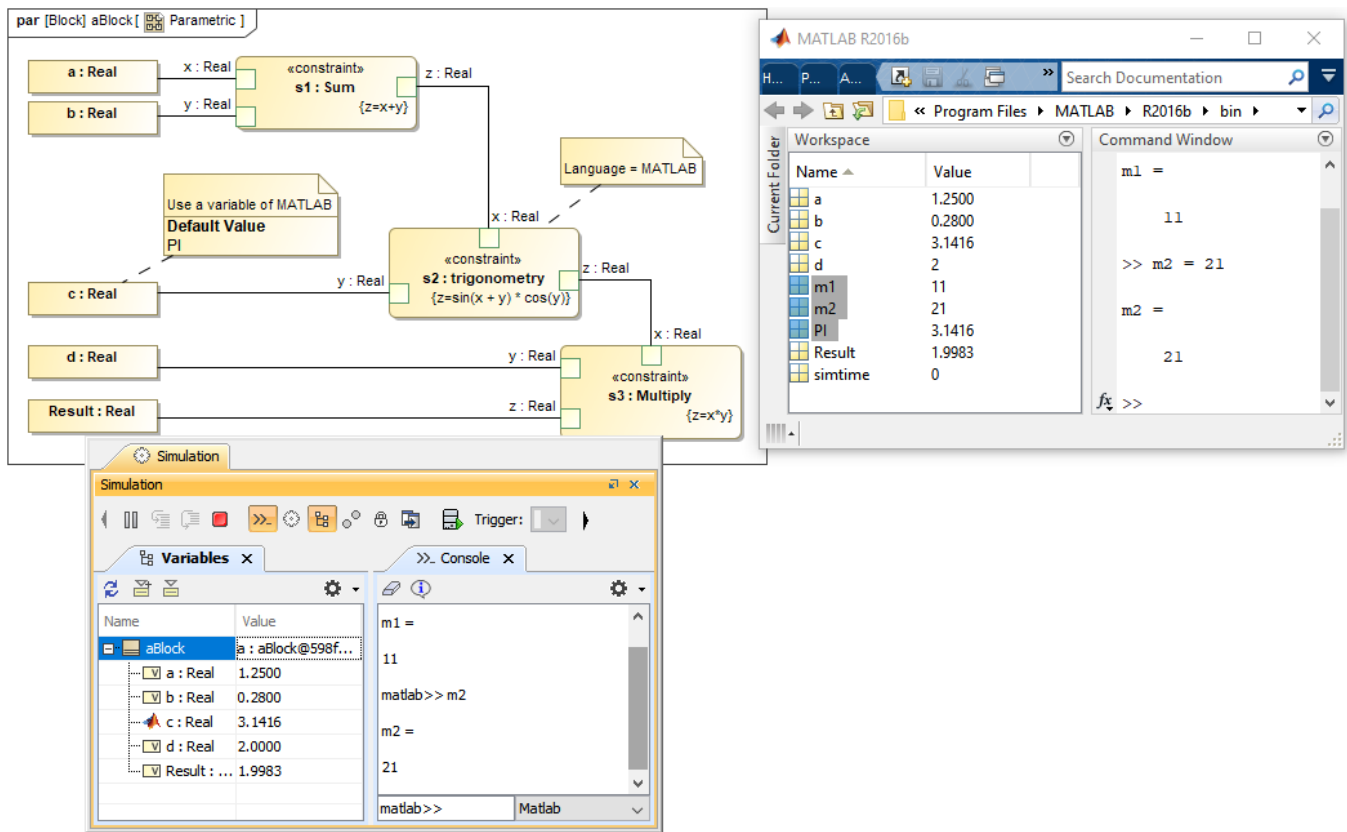 par [Block] aBlock [ Parametric ]
a : Real
x : Real
«constraint»
s1 : Sum
{z=x+y}
z : Real
b : Real
y : Real
Language = MATLAB
Use a variable of MATLAB
Default Value
PI
x : Real
«constraint»
s2 : trigonometry
{z=sin(x + y) * cos(y)}
y : Real
z : Real
c : Real
x : Real
d : Real
y : Real
«constraint»
s3 : Multiply
{z=x*y}
Result : Real
z : Real
MATLAB R2016b
H... P... A... » Search Documentation
« Program Files MATLAB R2016b bin
Current Folder
Workspace
Name Value
a 1.2500
b 0.2800
c 3.1416
d 2
m1 11
m2 21
PI 3.1416
Result 1.9983
simtime 0
Command Window
m1 =
11
>> m2 = 21
m2 =
21
fx >>
Simulation
Simulation
Trigger:
Variables
Name Value
aBlock a : aBlock@598f...
a : Real 1.2500
b : Real 0.2800
c : Real 3.1416
d : Real 2.0000
Result : ... 1.9983
Console
m1 =
11
matlab>> m2
m2 =
21
matlab>> Matlab